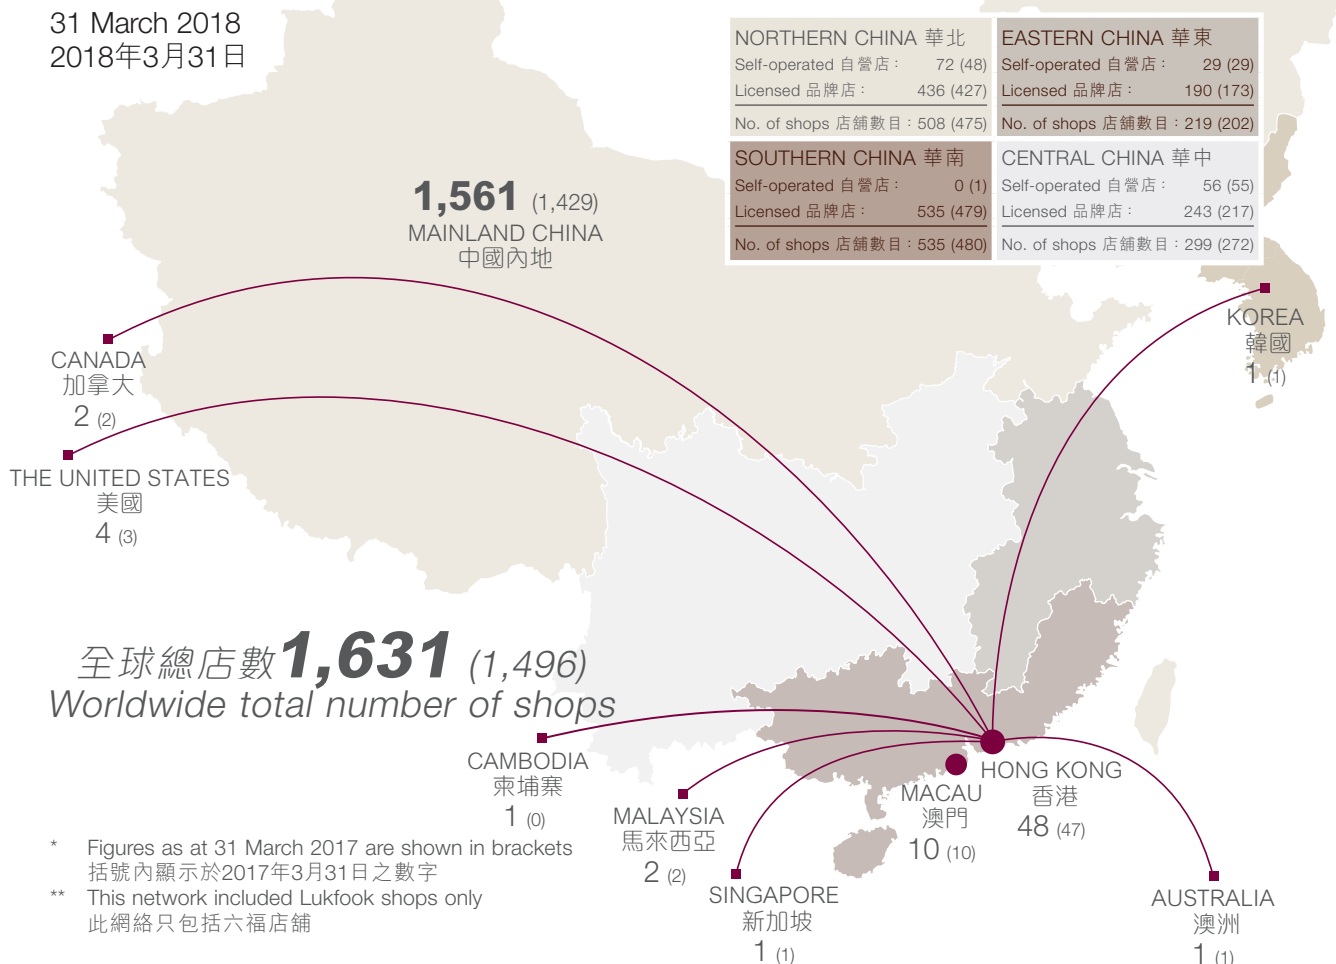 31 March 2018
2018年3月31日
NORTHERN CHINA 華北
Self-operated 自營店： 72 (48)
Licensed 品牌店： 436 (427)
No. of shops 店舖數目：508 (475)
EASTERN CHINA 華東
Self-operated 自營店： 29 (29)
Licensed 品牌店： 190 (173)
No. of shops 店舖數目：219 (202)
SOUTHERN CHINA 華南
Self-operated 自營店： 0 (1)
Licensed 品牌店： 535 (479)
No. of shops 店舖數目：535 (480)
CENTRAL CHINA 華中
Self-operated 自營店： 56 (55)
Licensed 品牌店： 243 (217)
No. of shops 店舖數目：299 (272)
1,561 (1,429)
MAINLAND CHINA
中國內地
KOREA
韓國
1 (1)
CANADA
加拿大
2 (2)
THE UNITED STATES
美國
4 (3)
全球總店數1,631 (1,496)
Worldwide total number of shops
CAMBODIA
柬埔寨
1 (0)
MALAYSIA
馬來西亞
2 (2)
SINGAPORE
新加坡
1 (1)
MACAU
澳門
10 (10)
HONG KONG
香港
48 (47)
AUSTRALIA
澳洲
1 (1)
* Figures as at 31 March 2017 are shown in brackets
括號內顯示於2017年3月31日之數字
** This network included Lukfook shops only
此網絡只包括六福店舖